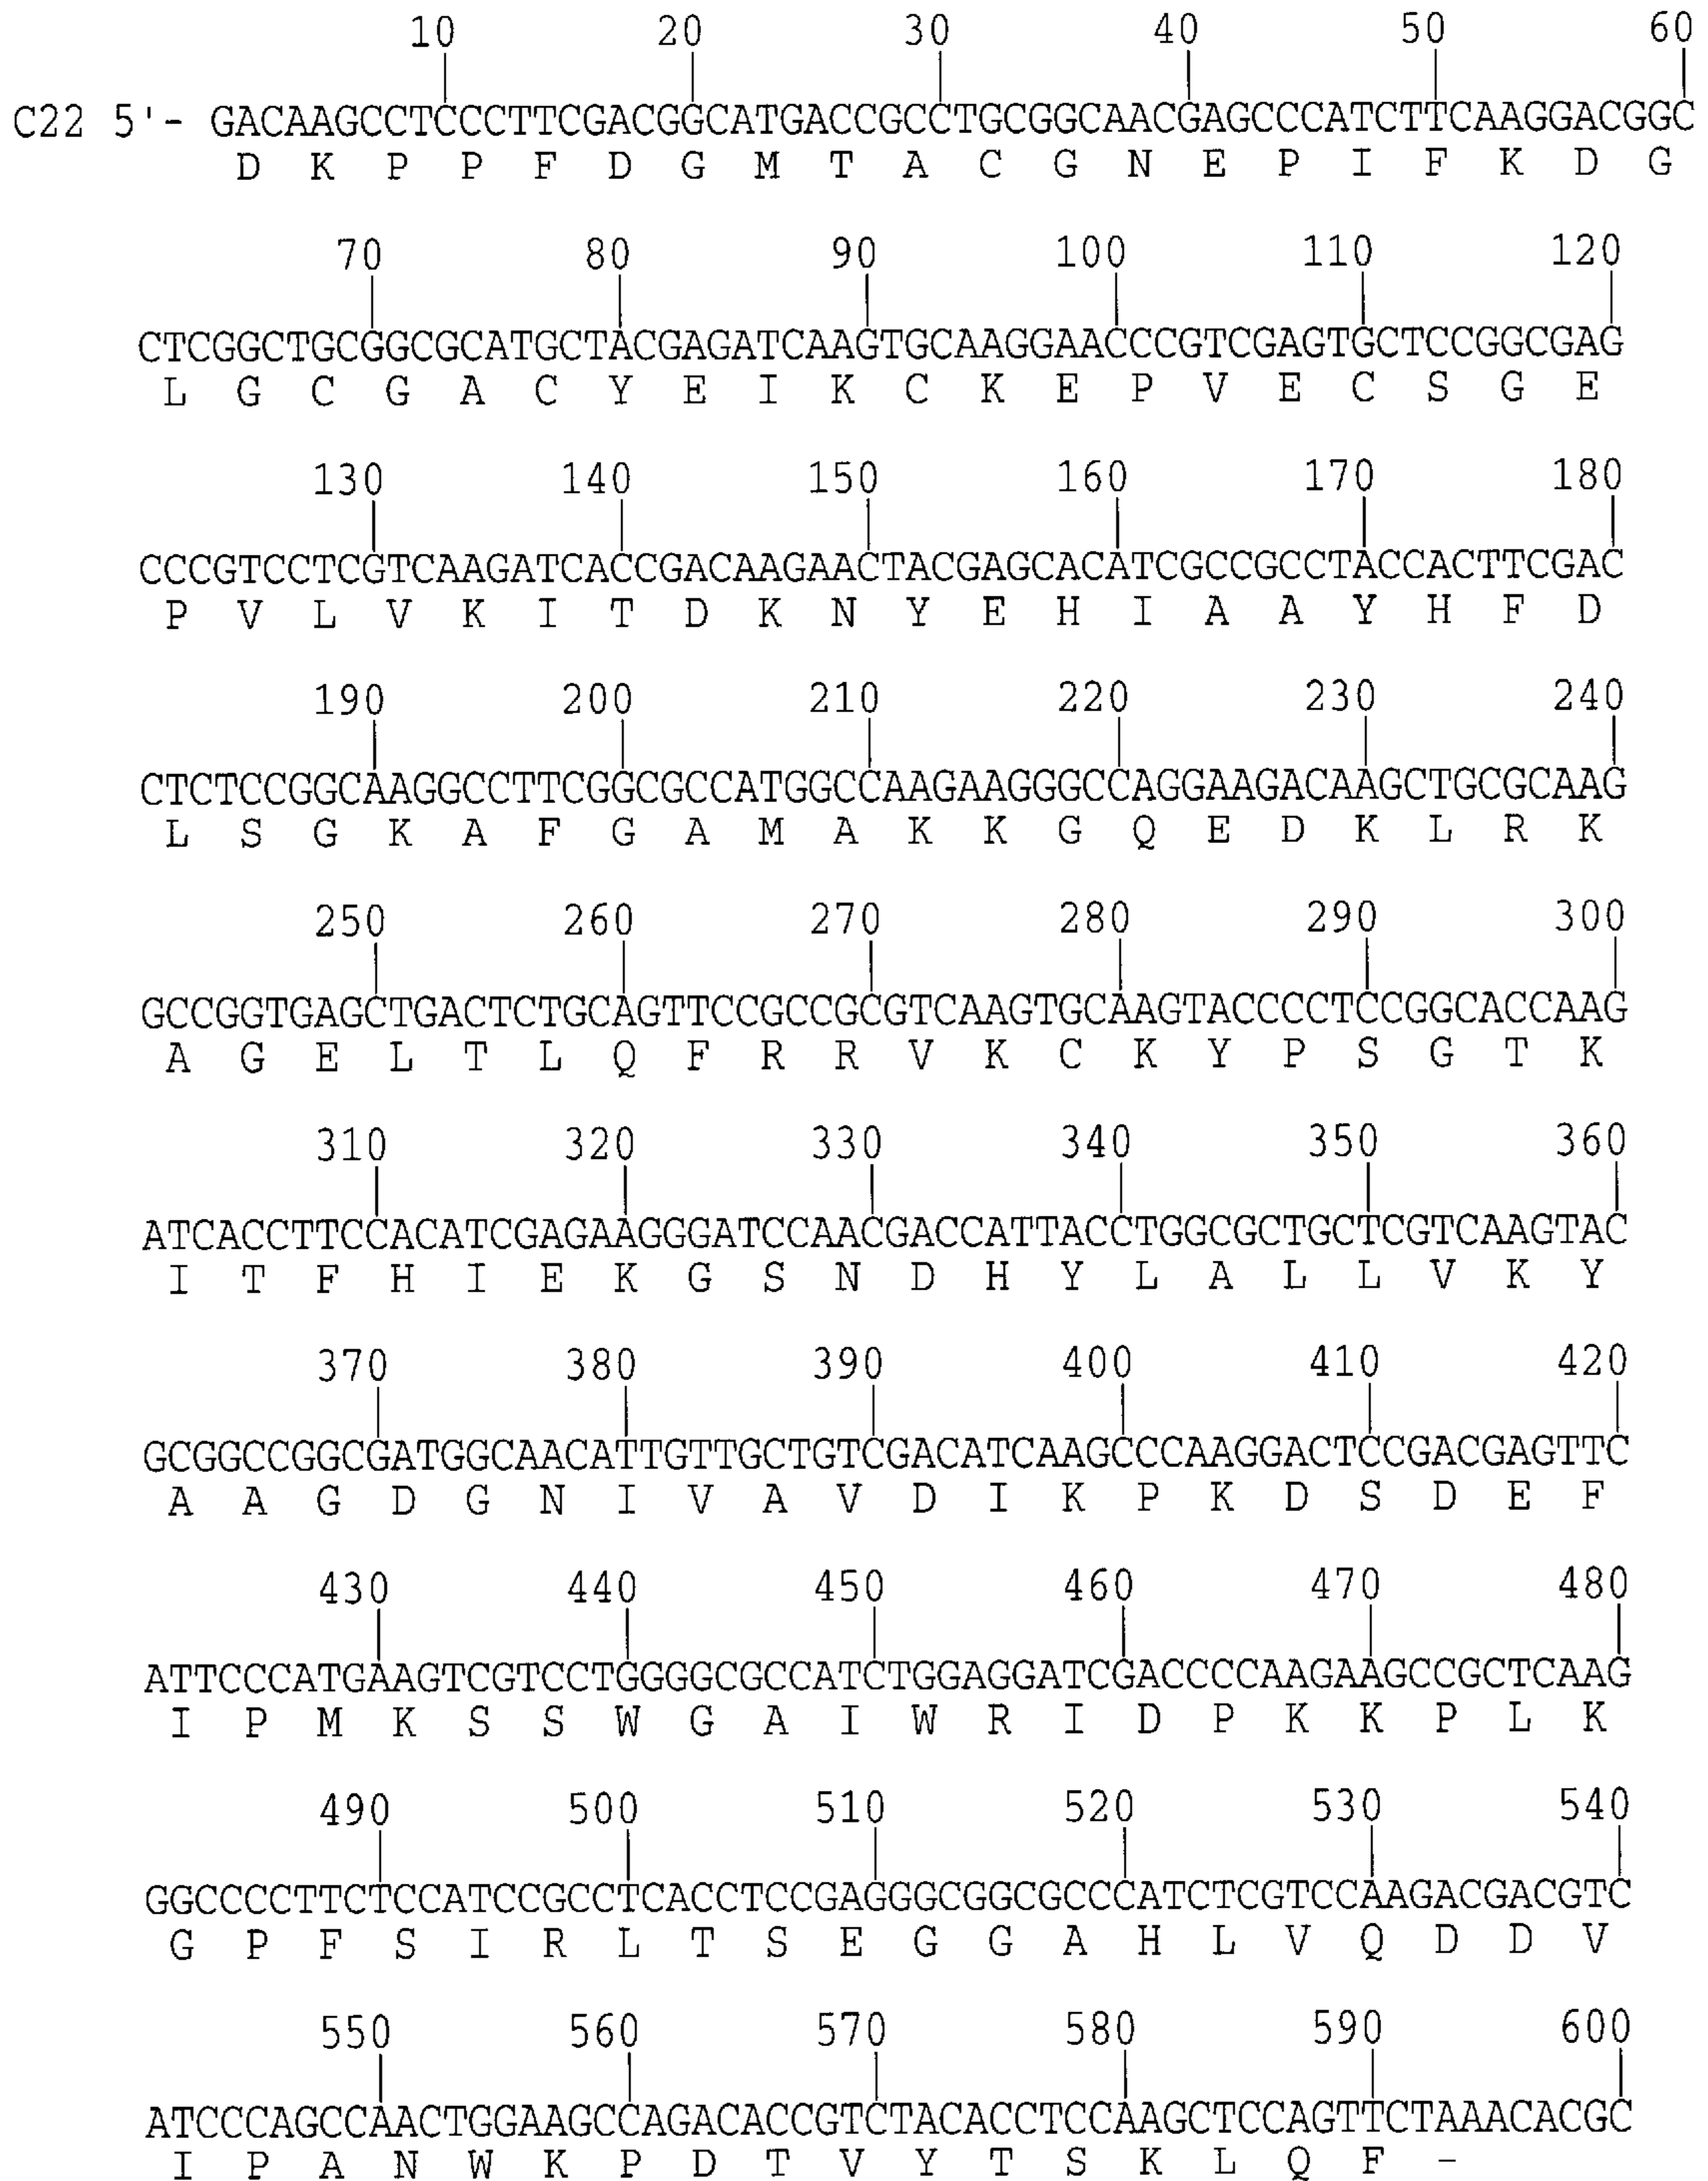 10 20 30 40 50 60
C22 5'- GACAAGCCTCCCTTCGACGGCATGACCGCCTGCGGCAACGAGCCCATCTTCAAGGACGGC
D K P P F D G M T A C G N E P I F K D G
70 80 90 100 110 120
CTCGGCTGCGGCGCATGCTACGAGATCAAGTGCAAGGAACCCGTCGAGTGCTCCGGCGAG
L G C G A C Y E I K C K E P V E C S G E
130 140 150 160 170 180
CCCGTCCTCGTCAAGATCACCGACAAGAACTACGAGCACATCGCCGCCTACCACTTCGAC
P V L V K I T D K N Y E H I A A Y H F D
190 200 210 220 230 240
CTCTCCGGCAAGGCCTTCGGCGCCATGGCCAAGAAGGGCCAGGAAGACAAGCTGCGCAAG
L S G K A F G A M A K K G Q E D K L R K
250 260 270 280 290 300
GCCGGTGAGCTGACTCTGCAGTTCCGCCGCGTCAAGTGCAAGTACCCCTCCGGCACCAAG
A G E L T L Q F R R V K C K Y P S G T K
310 320 330 340 350 360
ATCACCTTCCACATCGAGAAGGGATCCAACGACCATTACCTGGCGCTGCTCGTCAAGTAC
I T F H I E K G S N D H Y L A L L V K Y
370 380 390 400 410 420
GCGGCCGGCGATGGCAACATTGTTGCTGTCGACATCAAGCCCAAGGACTCCGACGAGTTC
A A G D G N I V A V D I K P K D S D E F
430 440 450 460 470 480
ATTCCCATGAAGTCGTCCTGGGGCGCCATCTGGAGGATCGACCCCAAGAAGCCGCTCAAG
I P M K S S W G A I W R I D P K K P L K
490 500 510 520 530 540
GGCCCCTTCTCCATCCGCCTCACCTCCGAGGGCGGCGCCCATCTCGTCCAAGACGACGTC
G P F S I R L T S E G G A H L V Q D D V
550 560 570 580 590 600
ATCCCAGCCAACTGGAAGCCAGACACCGTCTACACCTCCAAGCTCCAGTTCTAAACACGC
I P A N W K P D T V Y T S K L Q F -